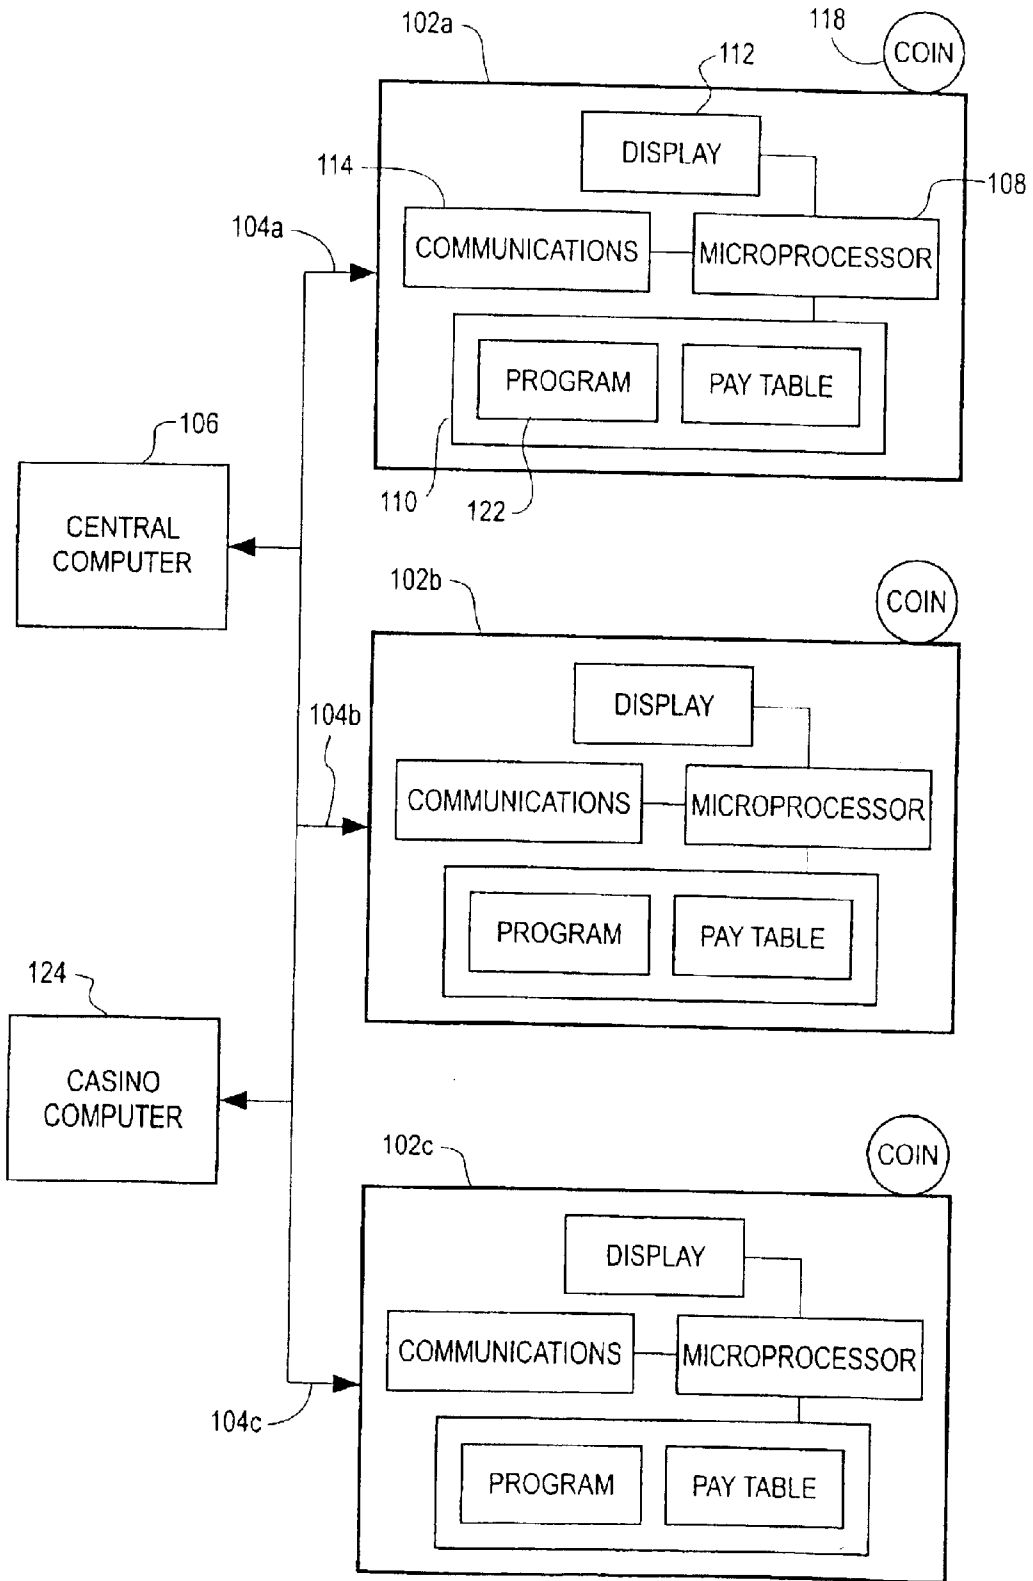 102a
118
COIN
112
DISPLAY
114
108
104a
COMMUNICATIONS
MICROPROCESSOR
PROGRAM
PAY TABLE
106
110
122
CENTRAL
COMPUTER
102b
COIN
DISPLAY
104b
COMMUNICATIONS
MICROPROCESSOR
PROGRAM
PAY TABLE
124
CASINO
COMPUTER
102c
COIN
DISPLAY
COMMUNICATIONS
MICROPROCESSOR
104c
PROGRAM
PAY TABLE